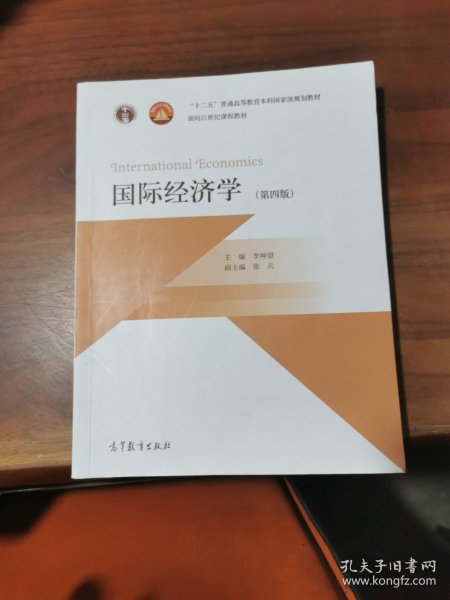 “十二五”普通高等教育本科国家级规划教材
面向21世纪课程教材
International Economics
国际经济学 (第四版)
主 编 李坤望
副主编 张 兵
高等教育出版社
孔夫子旧书网
www.kongfz.com